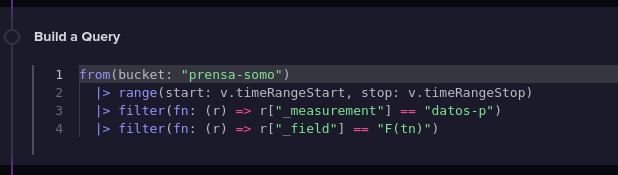 Build a Query
1 from(bucket: "prensa-somo")
2   |> range(start: v.timeRangeStart, stop: v.timeRangeStop)
3   |> filter(fn: (r) => r["_measurement"] == "datos-p")
4   |> filter(fn: (r) => r["_field"] == "F(tn)")